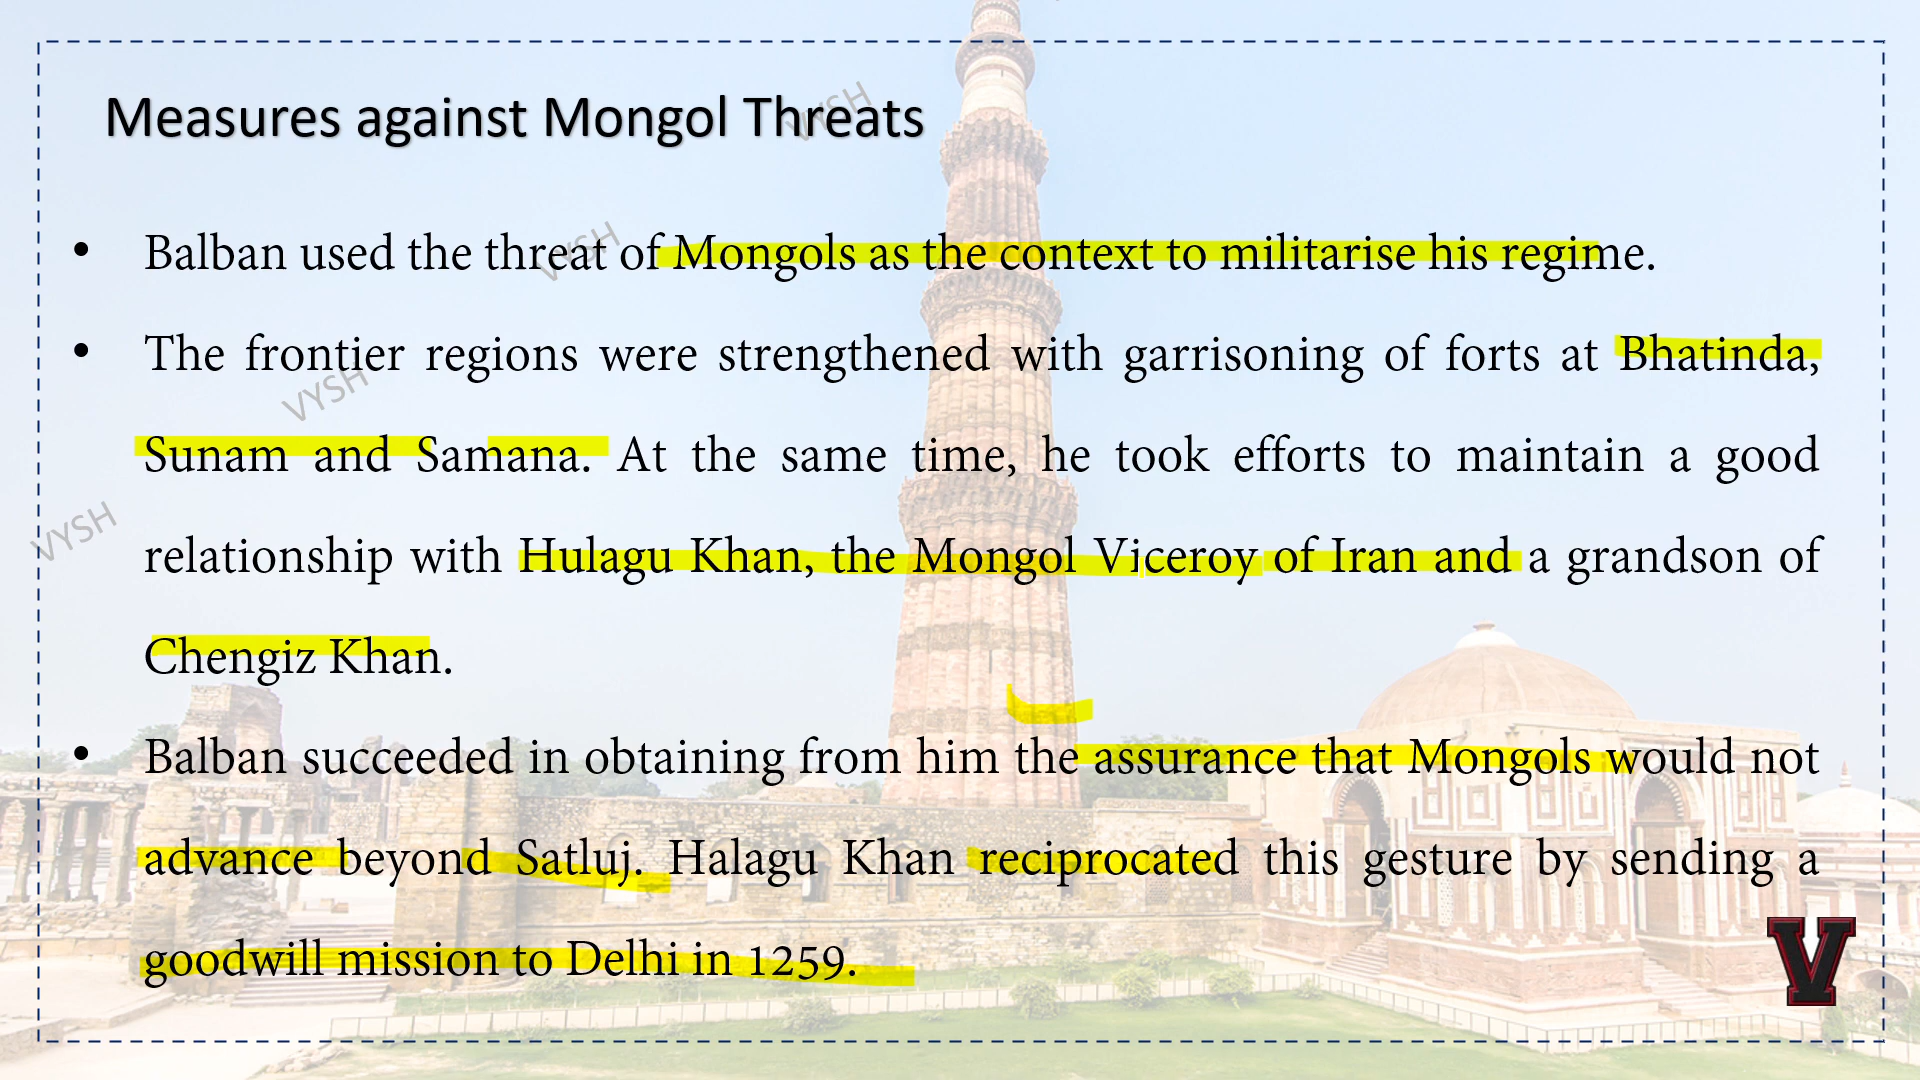 Measures against Mongol Threats
VYSH
• Balban used the threat of Mongols as the context to militarise his regime.
VYSH
• The frontier regions were strengthened with garrisoning of forts at Bhatinda,
VYSH
Sunam and Samana. At the same time, he took efforts to maintain a good
VYSH
relationship with Hulagu Khan, the Mongol Viceroy of Iran and a grandson of
Chengiz Khan.
• Balban succeeded in obtaining from him the assurance that Mongols would not
advance beyond Satluj. Halagu Khan reciprocated this gesture by sending a
goodwill mission to Delhi in 1259.
V